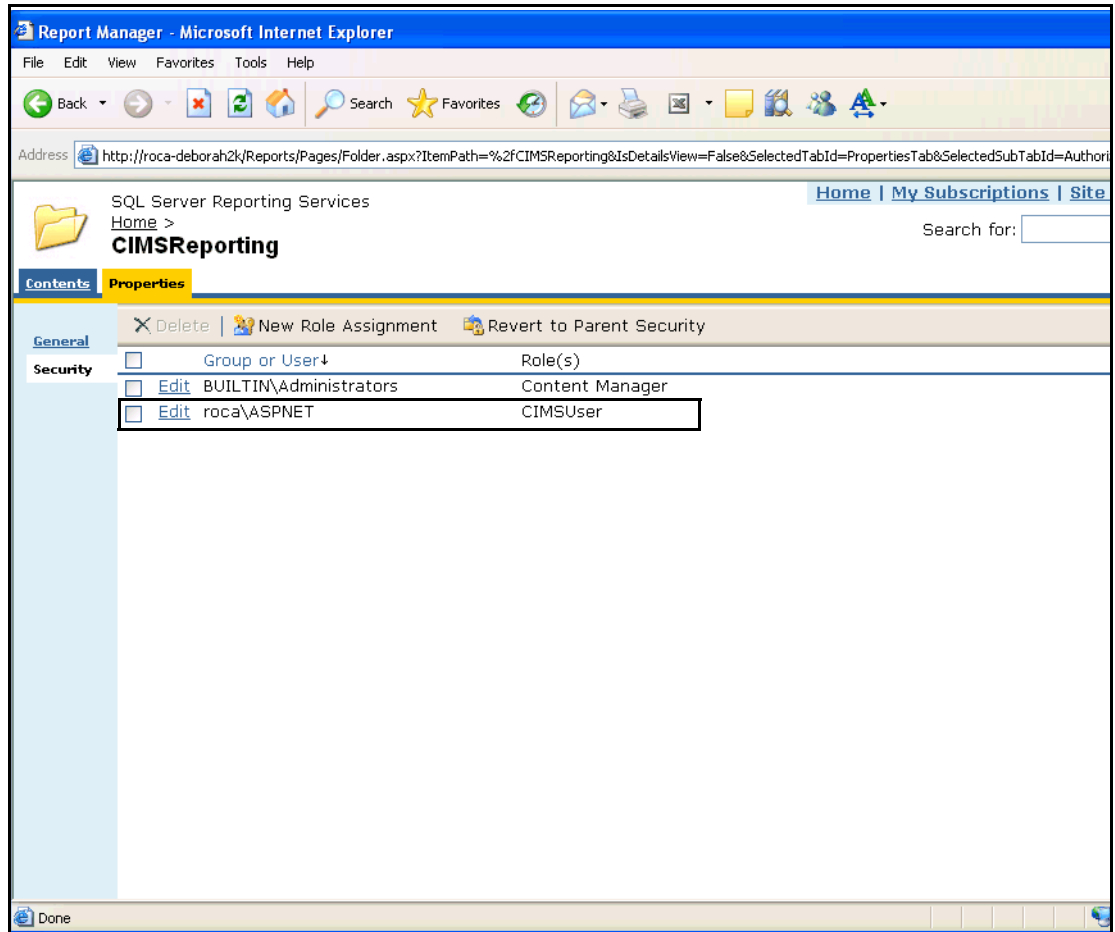 Report Manager - Microsoft Internet Explorer
File Edit View Favorites Tools Help
Back Search Favorites
Address http://roca-deborah2k/Reports/Pages/Folder.aspx?ItemPath=%2fCIMSReporting&IsDetailsView=False&SelectedTabId=PropertiesTab&SelectedSubTabId=Authori
Home | My Subscriptions | Site
SQL Server Reporting Services
Home >
CIMSReporting
Search for:
Contents Properties
Delete | New Role Assignment Revert to Parent Security
General
Security
Group or User↓ Role(s)
Edit BUILTIN\Administrators Content Manager
Edit roca\ASPNET CIMSUser
Done